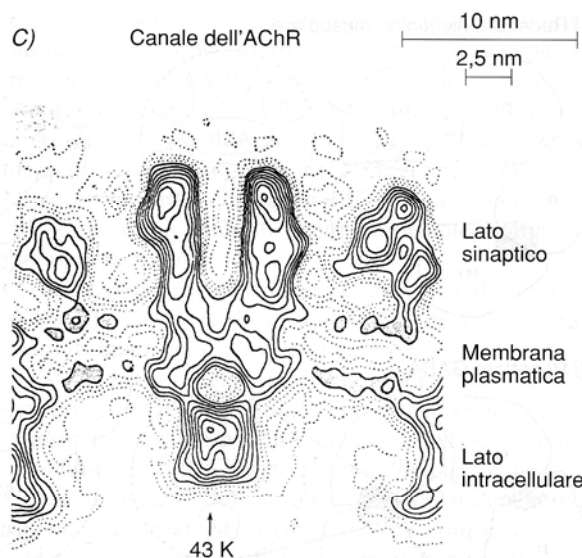 C)
Canale dell'AChR
10 nm
2,5 nm
Lato
sinaptico
Membrana
plasmatica
Lato
intracellulare
43 K